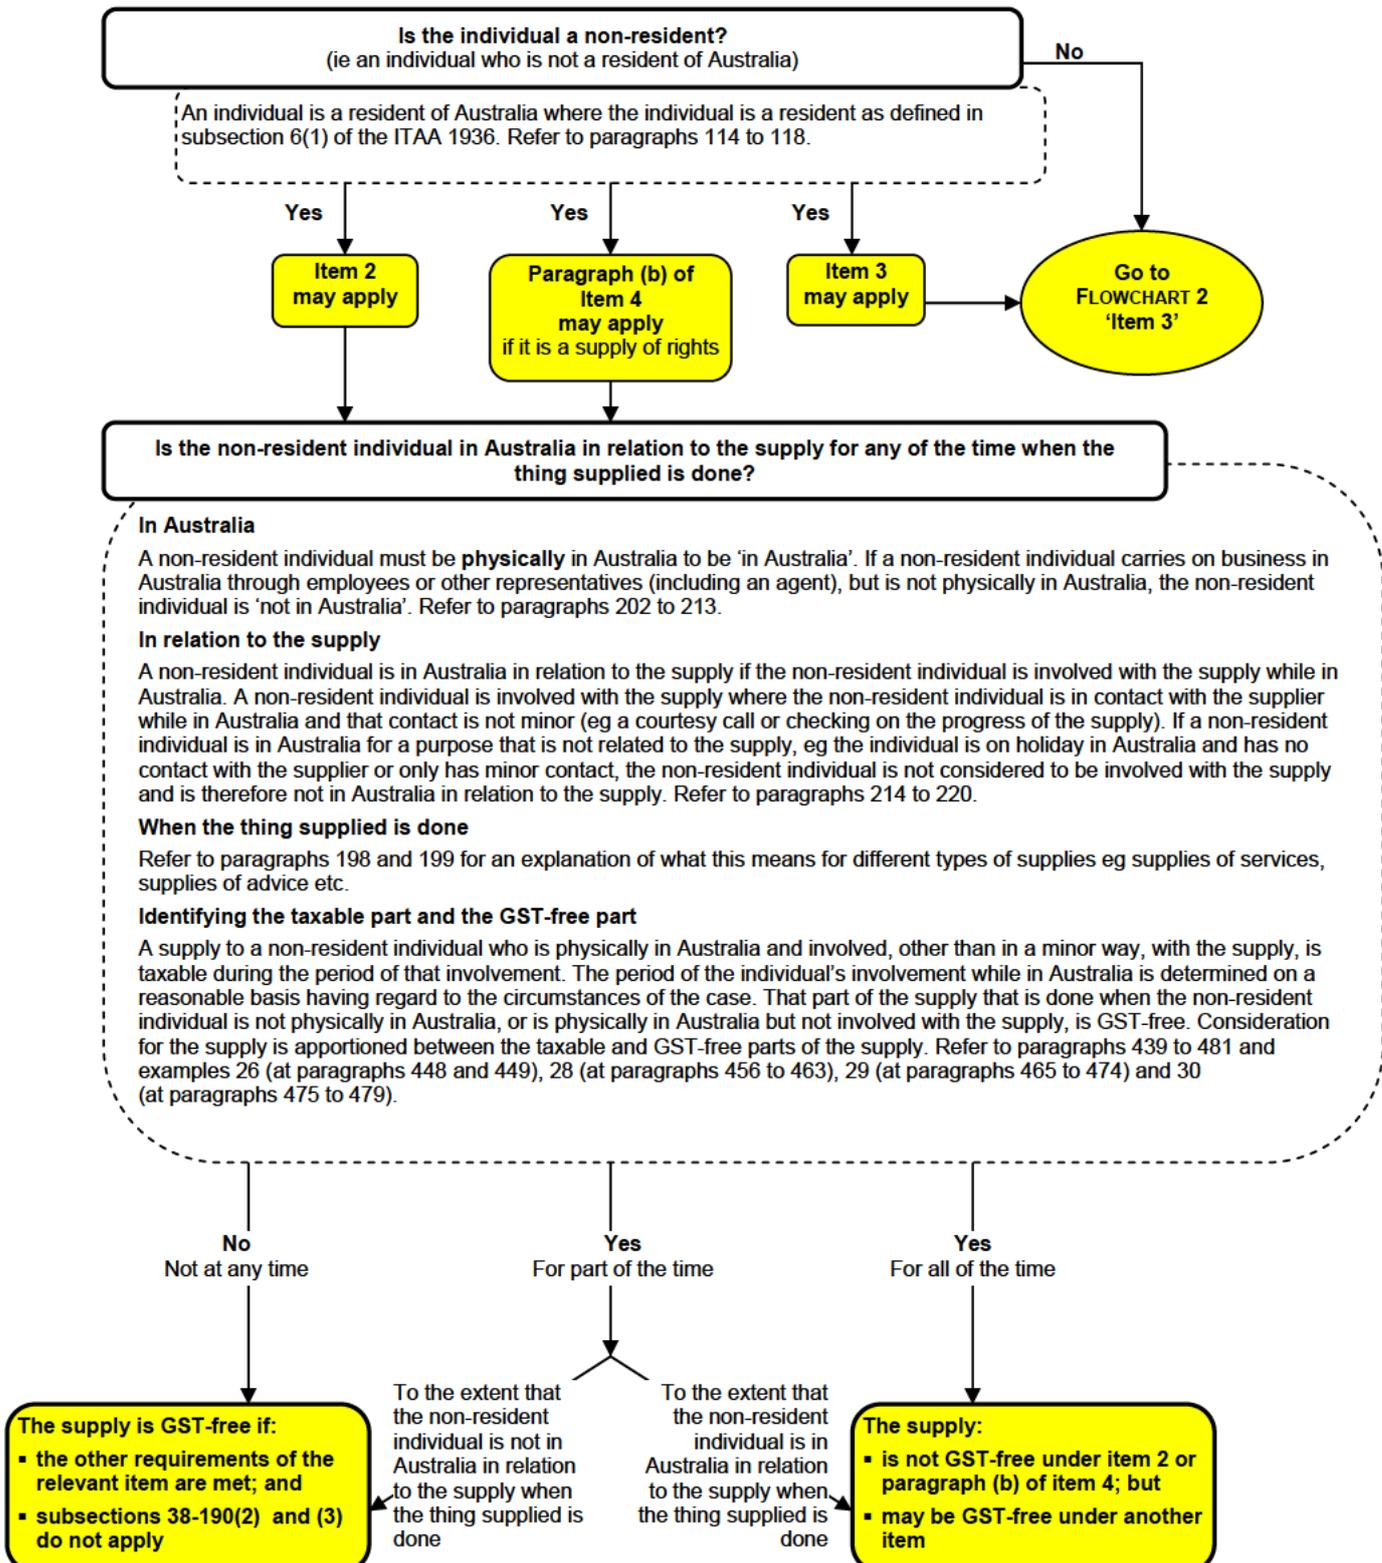 Is the individual a non-resident?
(ie an individual who is not a resident of Australia)
No
An individual is a resident of Australia where the individual is a resident as defined in
subsection 6(1) of the ITAA 1936. Refer to paragraphs 114 to 118.
Yes
Yes
Yes
Item 2
may apply
Paragraph (b) of
Item 4
may apply
if it is a supply of rights
Item 3
may apply
Go to
FLOWCHART 2
‘Item 3’
Is the non-resident individual in Australia in relation to the supply for any of the time when the
thing supplied is done?
In Australia
A non-resident individual must be physically in Australia to be ‘in Australia’. If a non-resident individual carries on business in
Australia through employees or other representatives (including an agent), but is not physically in Australia, the non-resident
individual is ‘not in Australia’. Refer to paragraphs 202 to 213.
In relation to the supply
A non-resident individual is in Australia in relation to the supply if the non-resident individual is involved with the supply while in
Australia. A non-resident individual is involved with the supply where the non-resident individual is in contact with the supplier
while in Australia and that contact is not minor (eg a courtesy call or checking on the progress of the supply). If a non-resident
individual is in Australia for a purpose that is not related to the supply, eg the individual is on holiday in Australia and has no
contact with the supplier or only has minor contact, the non-resident individual is not considered to be involved with the supply
and is therefore not in Australia in relation to the supply. Refer to paragraphs 214 to 220.
When the thing supplied is done
Refer to paragraphs 198 and 199 for an explanation of what this means for different types of supplies eg supplies of services,
supplies of advice etc.
Identifying the taxable part and the GST-free part
A supply to a non-resident individual who is physically in Australia and involved, other than in a minor way, with the supply, is
taxable during the period of that involvement. The period of the individual’s involvement while in Australia is determined on a
reasonable basis having regard to the circumstances of the case. That part of the supply that is done when the non-resident
individual is not physically in Australia, or is physically in Australia but not involved with the supply, is GST-free. Consideration
for the supply is apportioned between the taxable and GST-free parts of the supply. Refer to paragraphs 439 to 481 and
examples 26 (at paragraphs 448 and 449), 28 (at paragraphs 456 to 463), 29 (at paragraphs 465 to 474) and 30
(at paragraphs 475 to 479).
No
Not at any time
Yes
For part of the time
Yes
For all of the time
The supply is GST-free if:
▪ the other requirements of the
relevant item are met; and
▪ subsections 38-190(2) and (3)
do not apply
To the extent that
the non-resident
individual is not in
Australia in relation
to the supply when
the thing supplied is
done
To the extent that
the non-resident
individual is in
Australia in relation
to the supply when
the thing supplied is
done
The supply:
▪ is not GST-free under item 2 or
paragraph (b) of item 4; but
▪ may be GST-free under another
item